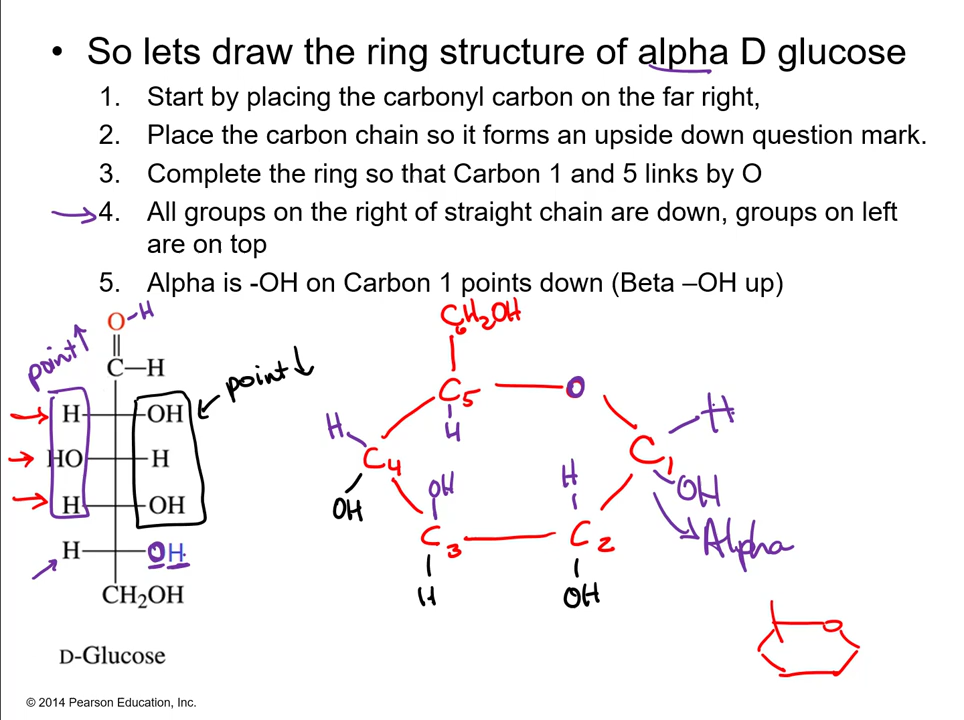 • So lets draw the ring structure of alpha D glucose
1. Start by placing the carbonyl carbon on the far right,
2. Place the carbon chain so it forms an upside down question mark.
3. Complete the ring so that Carbon 1 and 5 links by O
4. All groups on the right of straight chain are down, groups on left
are on top
5. Alpha is -OH on Carbon 1 points down (Beta –OH up)
O-H
point↑
C—H
point↓
H OH
HO H
H OH
H OH
CH₂OH
D-Glucose
C₆H₂OH
C₅ O
H
H
C₄
OH
OH
C₃
H
H
C₂
OH
H
C₁
OH
Alpha
O
© 2014 Pearson Education, Inc.